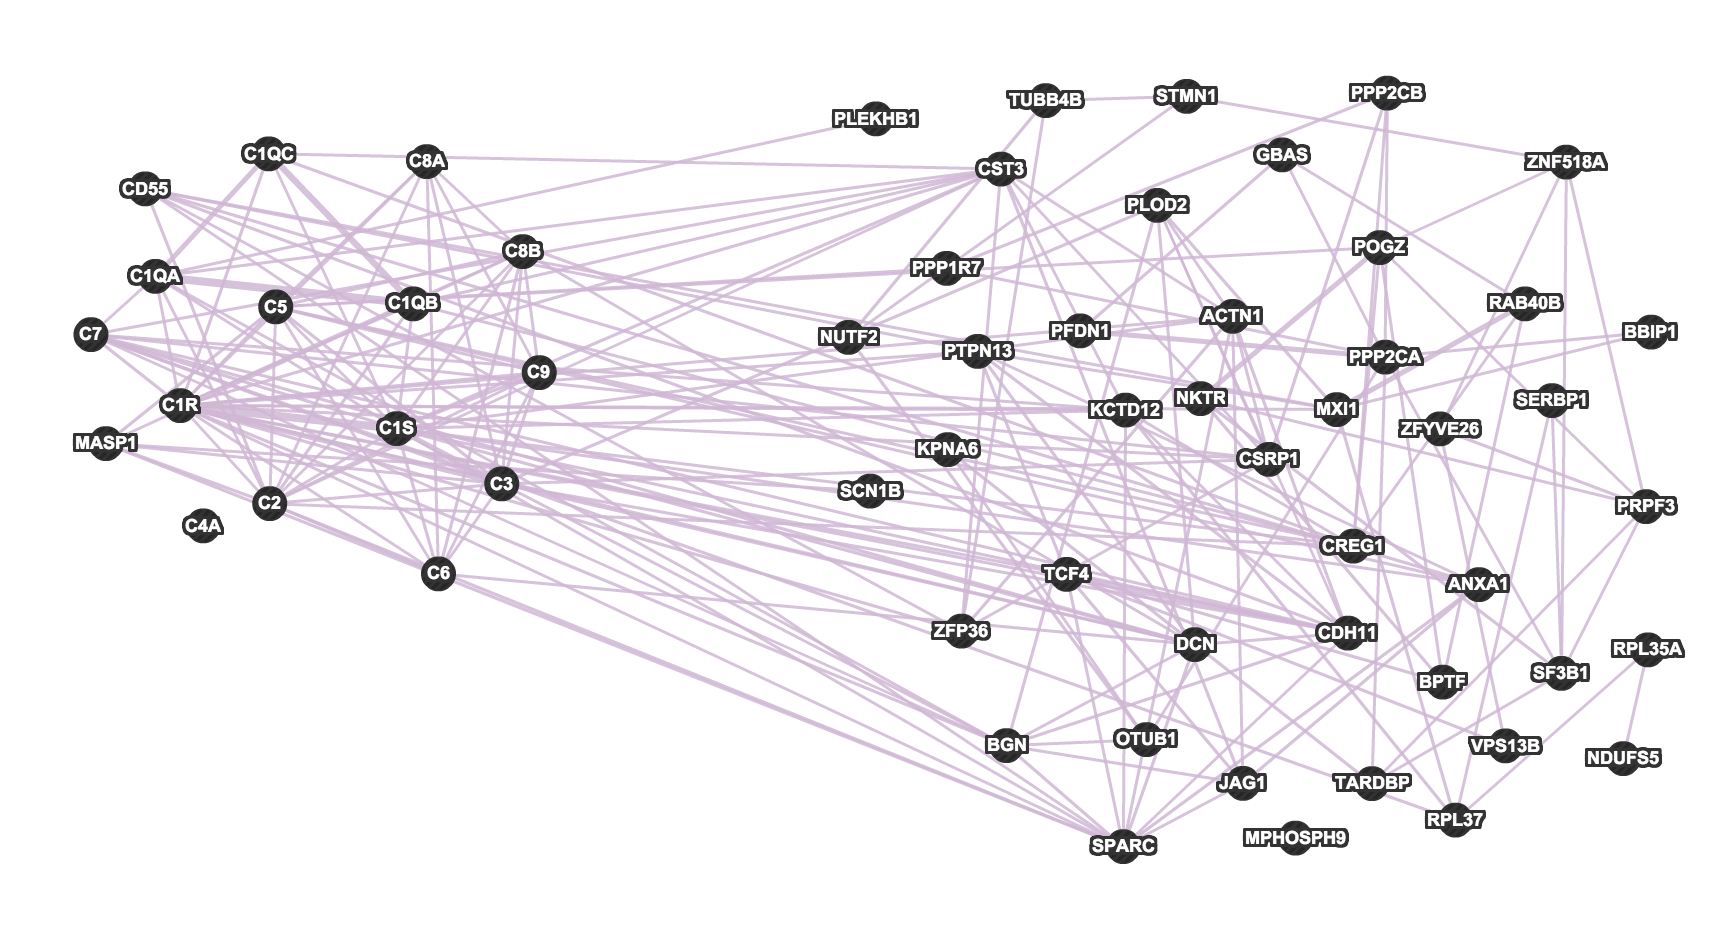 PPP2CB
STMN1
TUBB4B
PLEKHB1
C1QC
C8A
GBAS
ZNF518A
CST3
CD55
PLOD2
POGZ
C8B
PPP1R7
C1QA
C1QB
RAB40B
C5
ACTN1
PFDN1
BBIP1
C7
NUTF2
PTPN13
PPP2CA
C9
NKTR
SERBP1
C1R
KCTD12
MXI1
C1S
ZFYVE26
MASP1
KPNA6
CSRP1
C3
SCN1B
C2
PRPF3
C4A
CREG1
C6
TCF4
ANXA1
ZFP36
CDH11
DCN
RPL35A
SF3B1
BPTF
OTUB1
BGN
VPS13B
NDUFS5
JAG1
TARDBP
RPL37
MPHOSPH9
SPARC